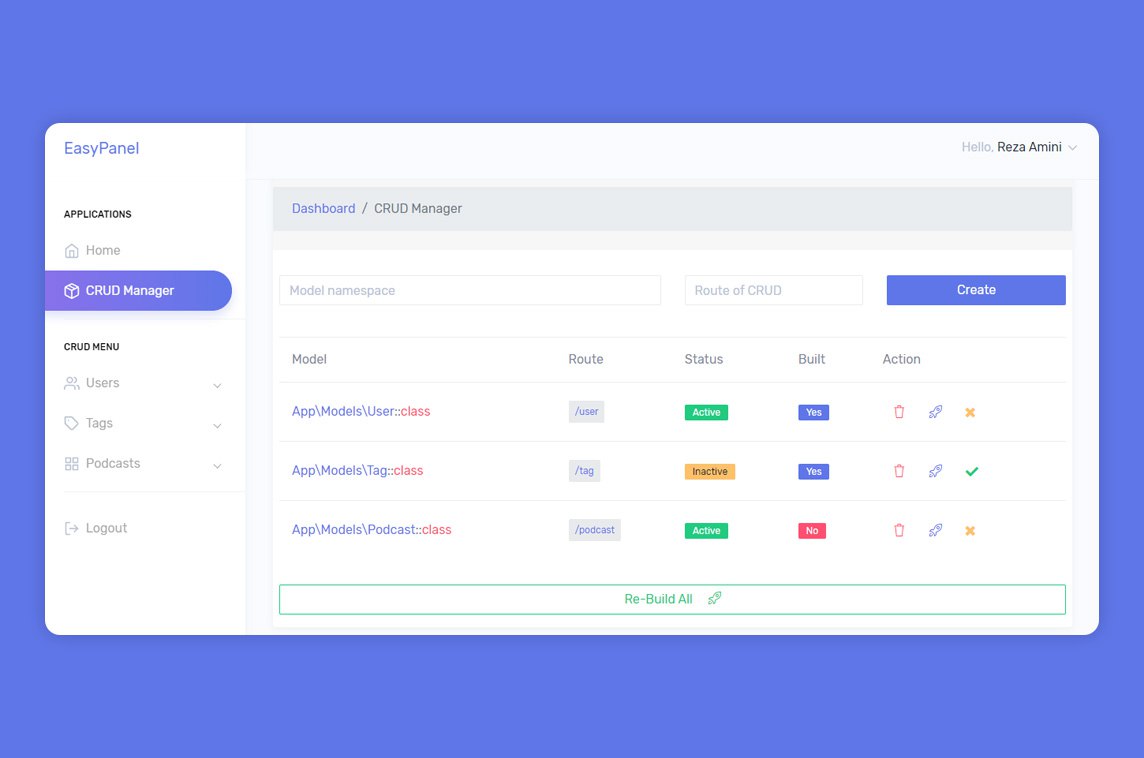 EasyPanel
Hello, Reza Amini
APPLICATIONS
Home
CRUD Manager
CRUD MENU
Users
Tags
Podcasts
Logout
Dashboard / CRUD Manager
Model namespace
Route of CRUD
Create
Model Route Status Built Action
App\Models\User::class /user Active Yes
App\Models\Tag::class /tag Inactive Yes
App\Models\Podcast::class /podcast Active No
Re-Build All